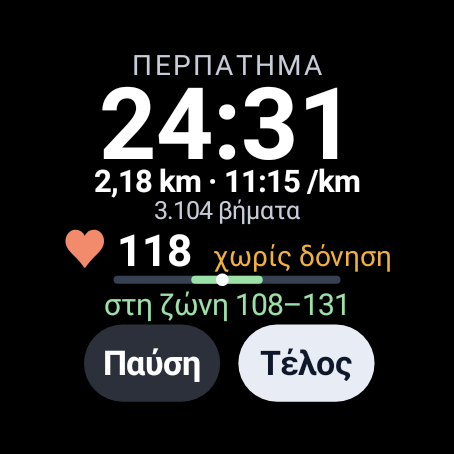 ΠΕΡΠΑΤΗΜΑ
24:31
2,18 km · 11:15 /km
3.104 βήματα
118 χωρίς δόνηση
στη ζώνη 108–131
Παύση Τέλος